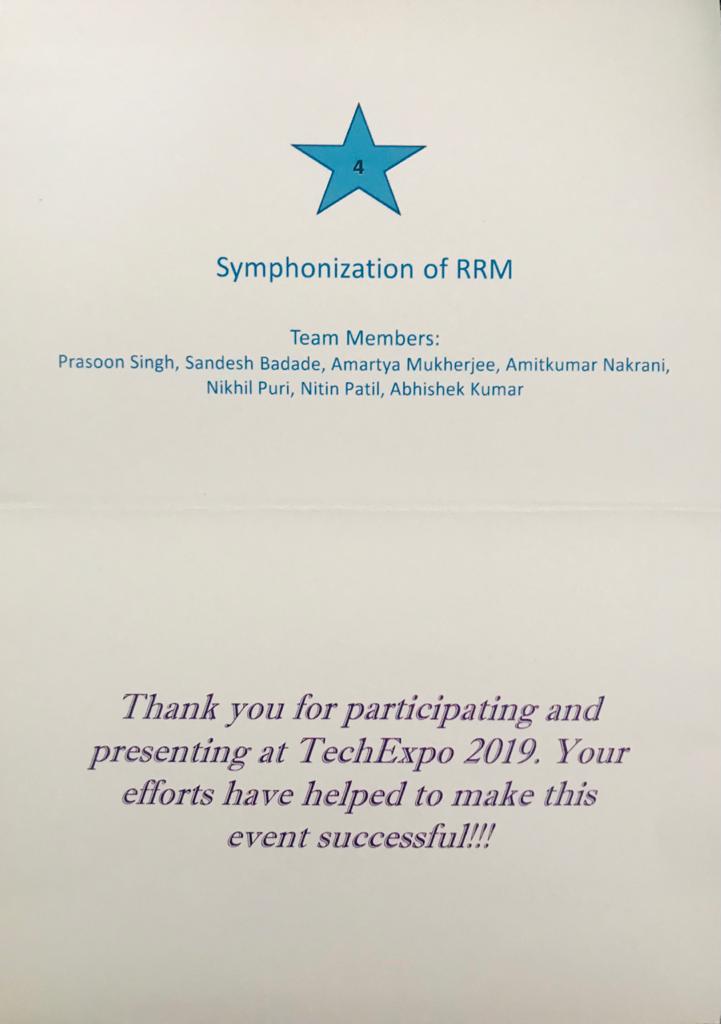 4
Symphonization of RRM
Team Members:
Prasoon Singh, Sandesh Badade, Amartya Mukherjee, Amitkumar Nakrani,
Nikhil Puri, Nitin Patil, Abhishek Kumar
Thank you for participating and
presenting at TechExpo 2019. Your
efforts have helped to make this
event successful!!!